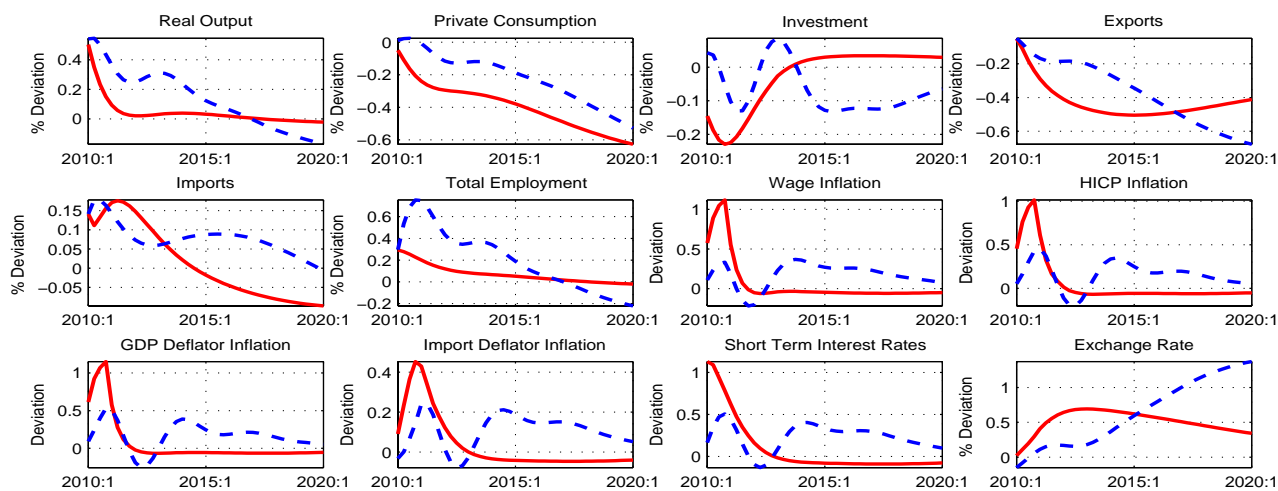 Real Output
% Deviation
0.4
0.2
0
2010:1 2015:1 2020:1
Private Consumption
% Deviation
0
−0.2
−0.4
−0.6
2010:1 2015:1 2020:1
Investment
% Deviation
0
−0.1
−0.2
2010:1 2015:1 2020:1
Exports
% Deviation
−0.2
−0.4
−0.6
2010:1 2015:1 2020:1
Imports
% Deviation
0.15
0.1
0.05
0
−0.05
2010:1 2015:1 2020:1
Total Employment
% Deviation
0.6
0.4
0.2
0
−0.2
2010:1 2015:1 2020:1
Wage Inflation
Deviation
1
0.5
0
2010:1 2015:1 2020:1
HICP Inflation
Deviation
1
0.5
0
2010:1 2015:1 2020:1
GDP Deflator Inflation
Deviation
1
0.5
0
2010:1 2015:1 2020:1
Import Deflator Inflation
Deviation
0.4
0.2
0
2010:1 2015:1 2020:1
Short Term Interest Rates
Deviation
1
0.5
0
2010:1 2015:1 2020:1
Exchange Rate
% Deviation
1
0.5
0
2010:1 2015:1 2020:1